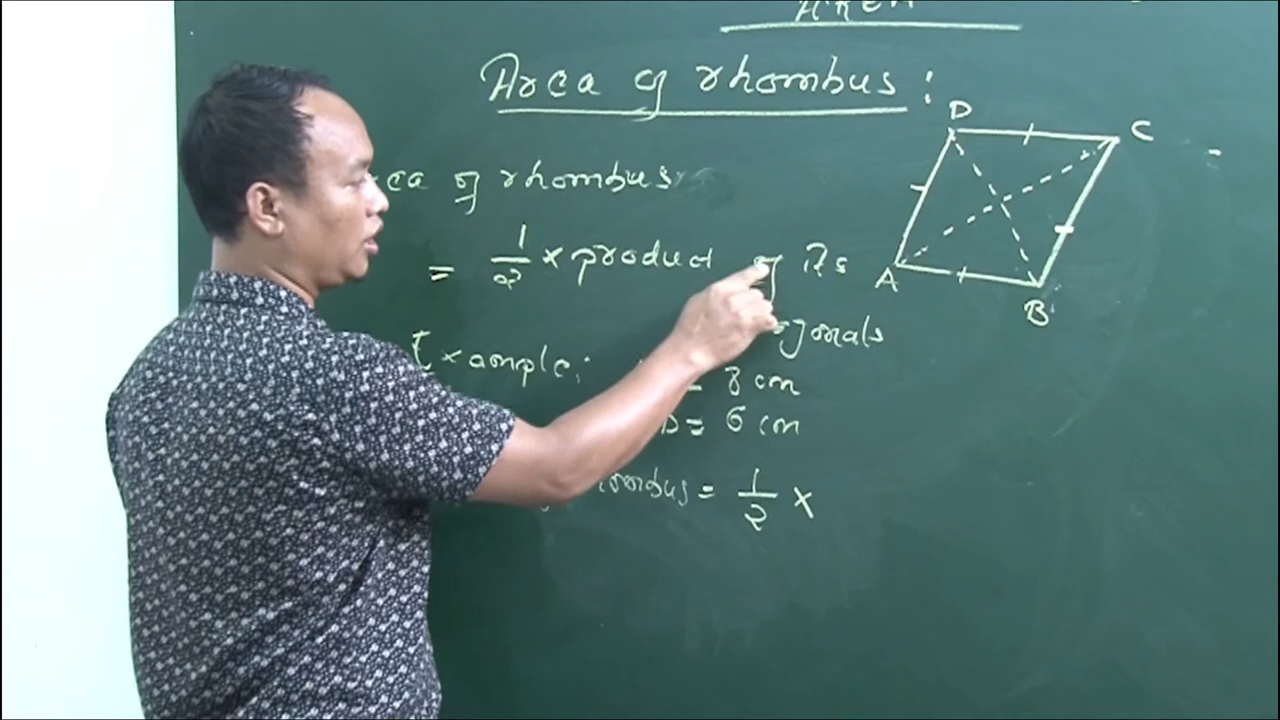 AREA
Area of rhombus:
D
C
Area of rhombus
= 1/2 × product of its
A
B
Example:
= 8 cm
D = 6 cm
rhombus = 1/2 ×